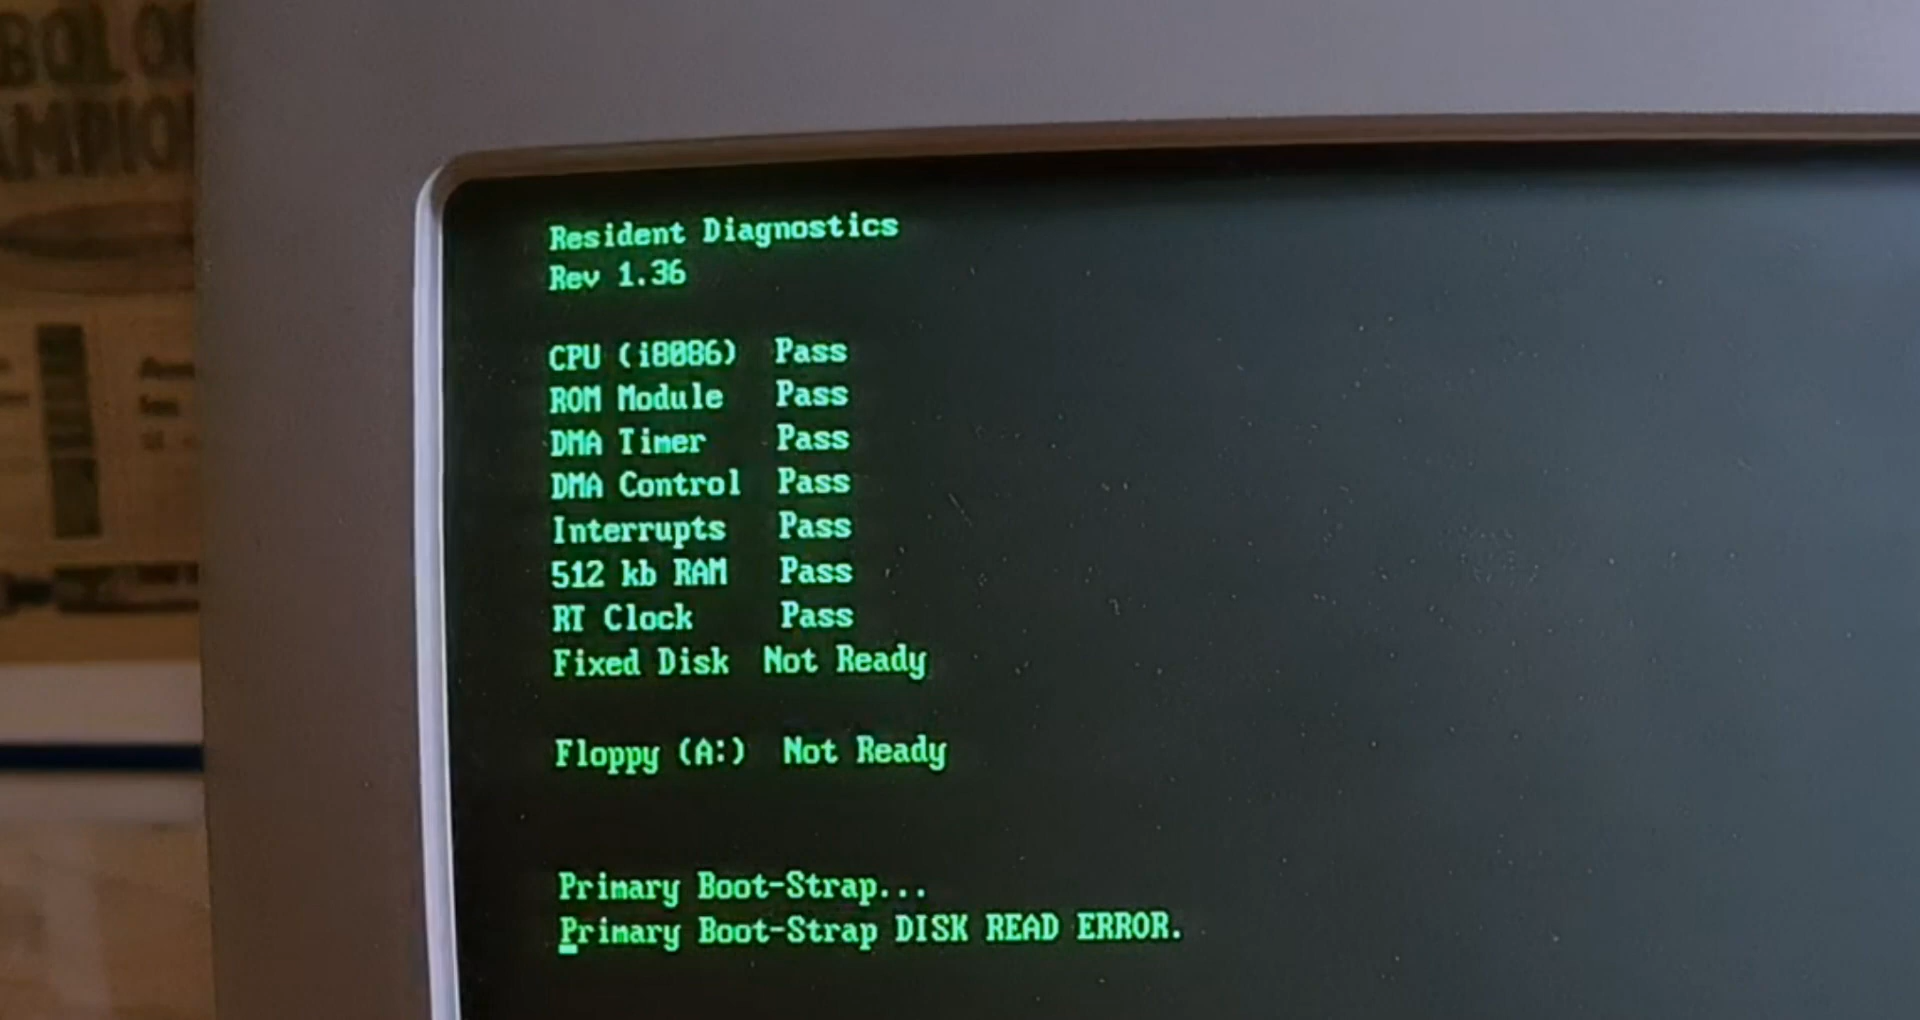 Resident Diagnostics
Rev 1.36
CPU (i8086) Pass
ROM Module Pass
DMA Timer Pass
DMA Control Pass
Interrupts Pass
512 kb RAM Pass
RT Clock Pass
Fixed Disk Not Ready
Floppy (A:) Not Ready
Primary Boot-Strap...
Primary Boot-Strap DISK READ ERROR.